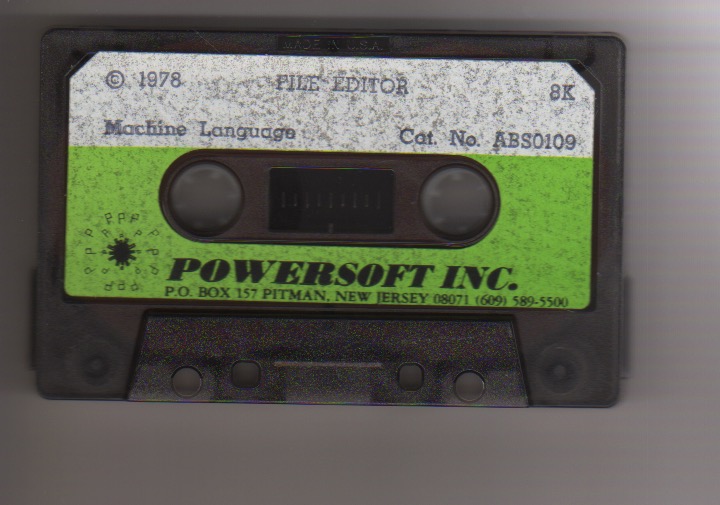 MADE IN U.S.A.
© 1978 FILE EDITOR 8K
Machine Language Cat. No. ABS0109
POWERSOFT INC.
P.O. BOX 157 PITMAN, NEW JERSEY 08071 (609) 589-5500